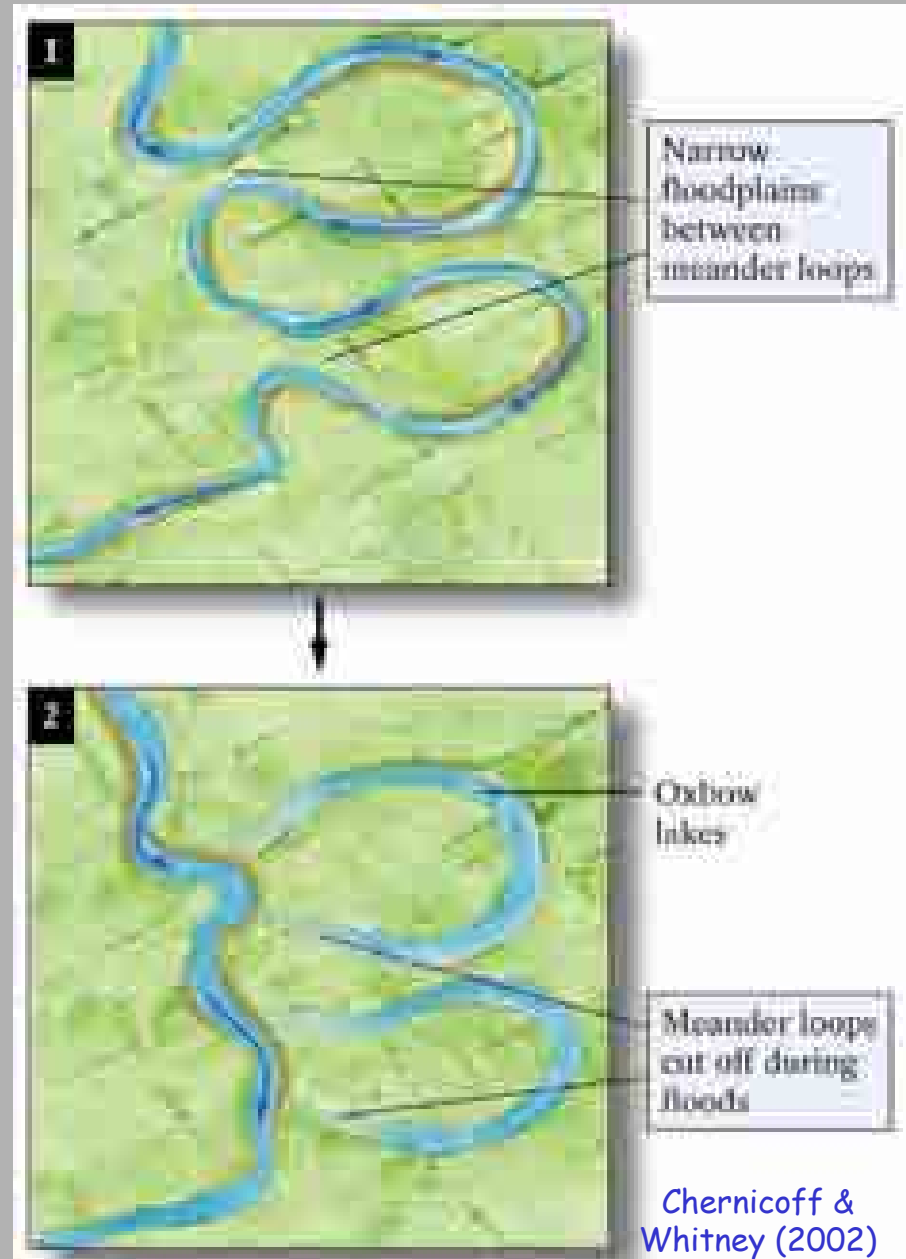 1
Narrow
floodplains
between
meander loops
2
Oxbow
lakes
Meander loops
cut off during
floods
Chernicoff &
Whitney (2002)